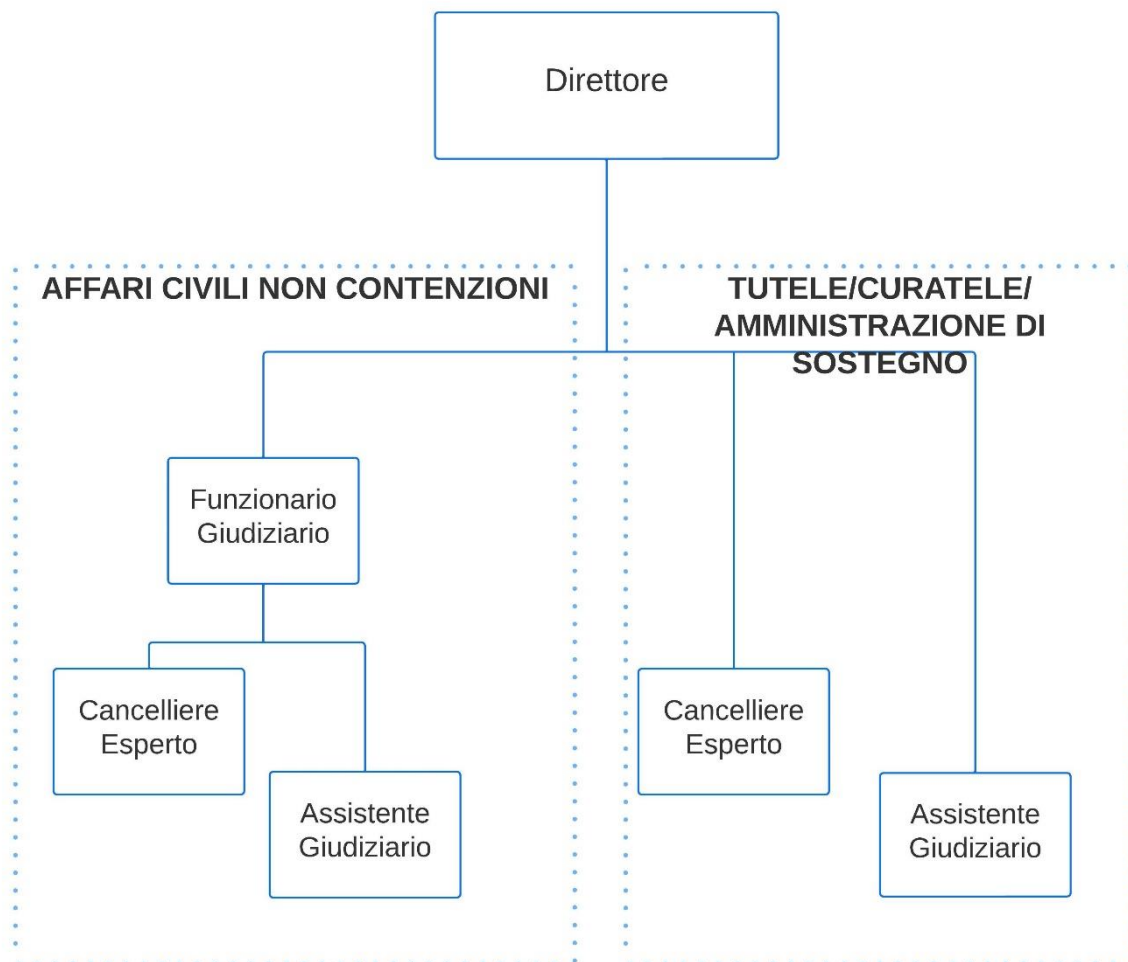 Direttore
AFFARI CIVILI NON CONTENZIONI
TUTELE/CURATELE/
AMMINISTRAZIONE DI
SOSTEGNO
Funzionario
Giudiziario
Cancelliere
Esperto
Assistente
Giudiziario
Cancelliere
Esperto
Assistente
Giudiziario